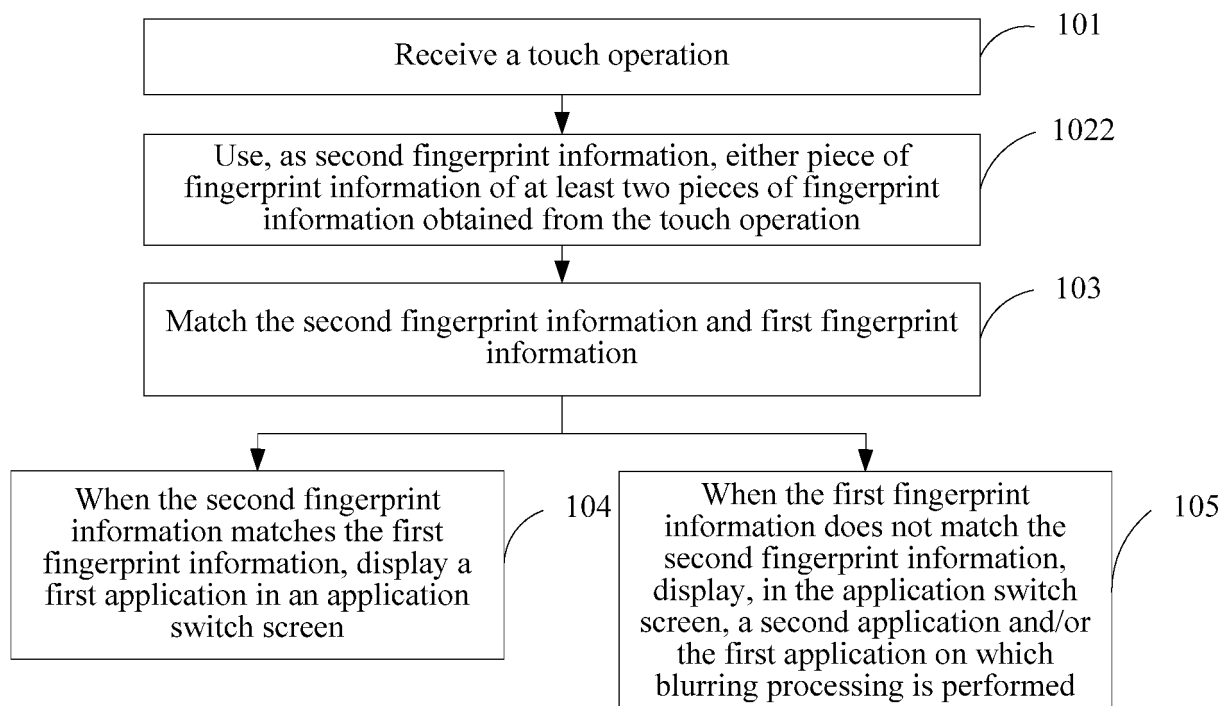 101
Receive a touch operation
1022
Use, as second fingerprint information, either piece of
fingerprint information of at least two pieces of fingerprint
information obtained from the touch operation
103
Match the second fingerprint information and first fingerprint
information
104
When the second fingerprint
information matches the first
fingerprint information, display a
first application in an application
switch screen
105
When the first fingerprint
information does not match the
second fingerprint information,
display, in the application switch
screen, a second application and/or
the first application on which
blurring processing is performed